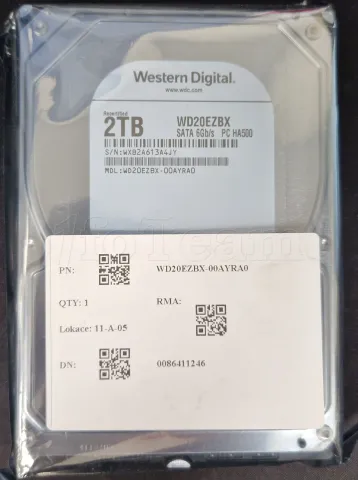 Western Digital.
www.wdc.com
Recertified
2TB WD20EZBX
SATA 6Gb/s PC HA500
S/N:WXB2A613A4JY
MDL:WD20EZBX-00AYRA0
PN: WD20EZBX-00AYRA0
QTY: 1 RMA:
Lokace: 11-A-05
DN: 0086411246